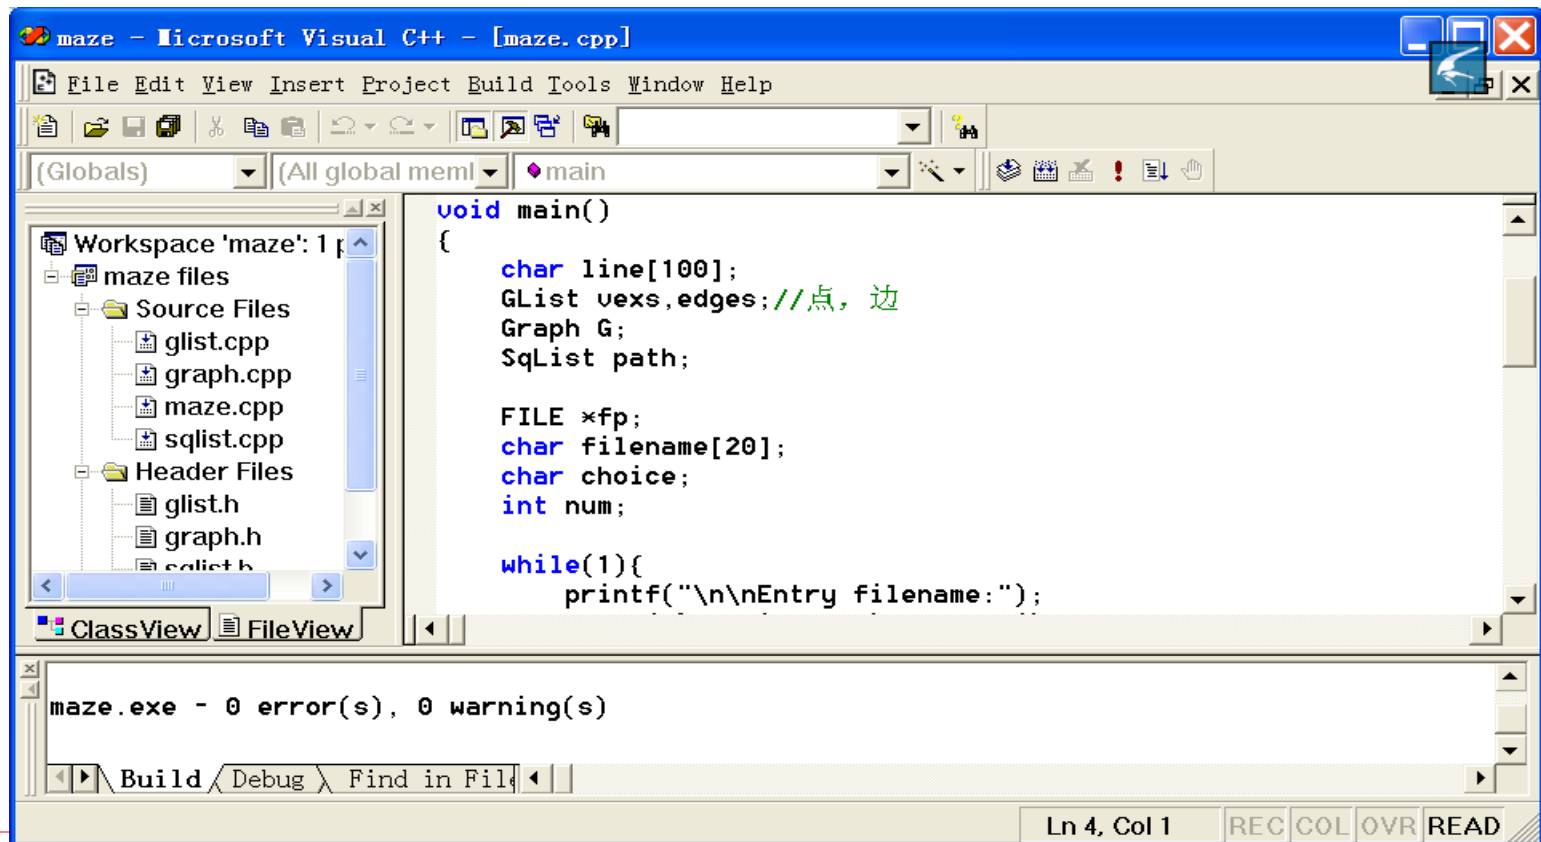 maze - Microsoft Visual C++ - [maze.cpp]
File Edit View Insert Project Build Tools Window Help
(Globals) (All global meml main
Workspace 'maze': 1
maze files
Source Files
glist.cpp
graph.cpp
maze.cpp
sqlist.cpp
Header Files
glist.h
graph.h
sqlist.h
ClassView FileView
void main()
{
char line[100];
GList vexs,edges;//点，边
Graph G;
SqList path;
FILE *fp;
char filename[20];
char choice;
int num;
while(1){
printf("\n\nEntry filename:");
maze.exe - 0 error(s), 0 warning(s)
Build Debug Find in File
Ln 4, Col 1 REC COL OVR READ